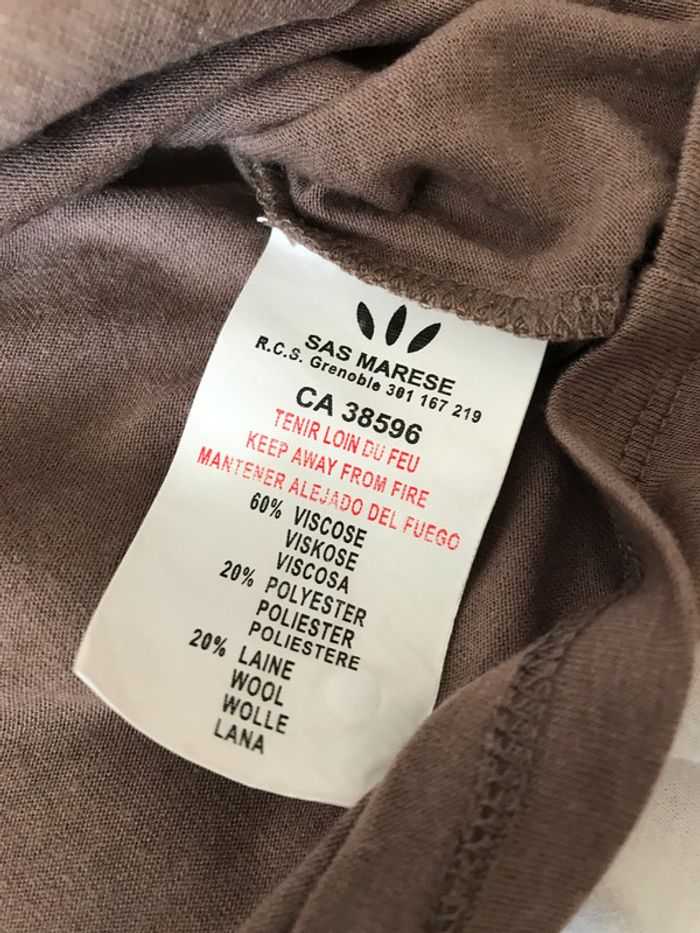 SAS MARESE
R.C.S. Grenoble 301 167 219
CA 38596
TENIR LOIN DU FEU
KEEP AWAY FROM FIRE
MANTENER ALEJADO DEL FUEGO
60% VISCOSE
VISKOSE
VISCOSA
20% POLYESTER
POLIESTER
POLIESTERE
20% LAINE
WOOL
WOLLE
LANA